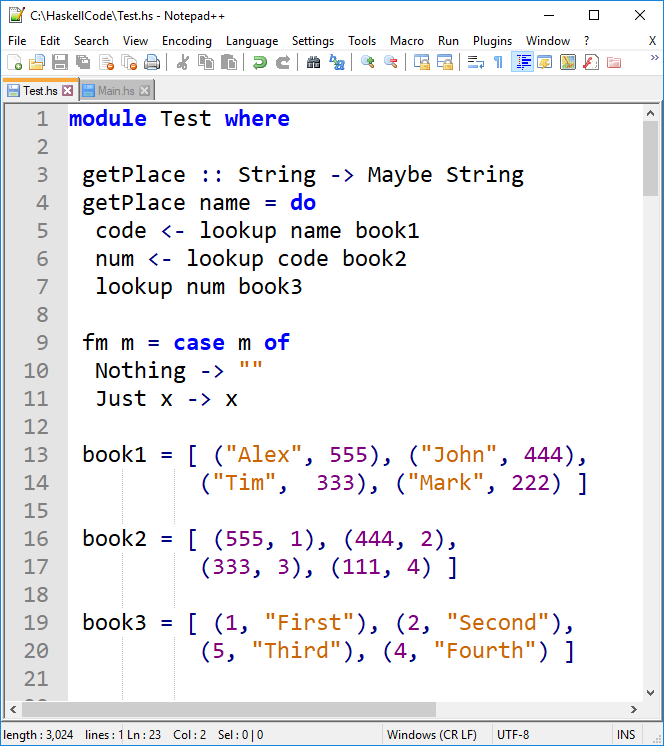 C:\HaskellCode\Test.hs - Notepad++
File Edit Search View Encoding Language Settings Tools Macro Run Plugins Window ? X
Test.hs Main.hs
1 module Test where
2
3 getPlace :: String -> Maybe String
4 getPlace name = do
5 code <- lookup name book1
6 num <- lookup code book2
7 lookup num book3
8
9 fm m = case m of
10 Nothing -> ""
11 Just x -> x
12
13 book1 = [ ("Alex", 555), ("John", 444),
14 ("Tim", 333), ("Mark", 222) ]
15
16 book2 = [ (555, 1), (444, 2),
17 (333, 3), (111, 4) ]
18
19 book3 = [ (1, "First"), (2, "Second"),
20 (5, "Third"), (4, "Fourth") ]
21
length : 3,024 lines : 1 Ln : 23 Col : 2 Sel : 0 | 0 Windows (CR LF) UTF-8 INS